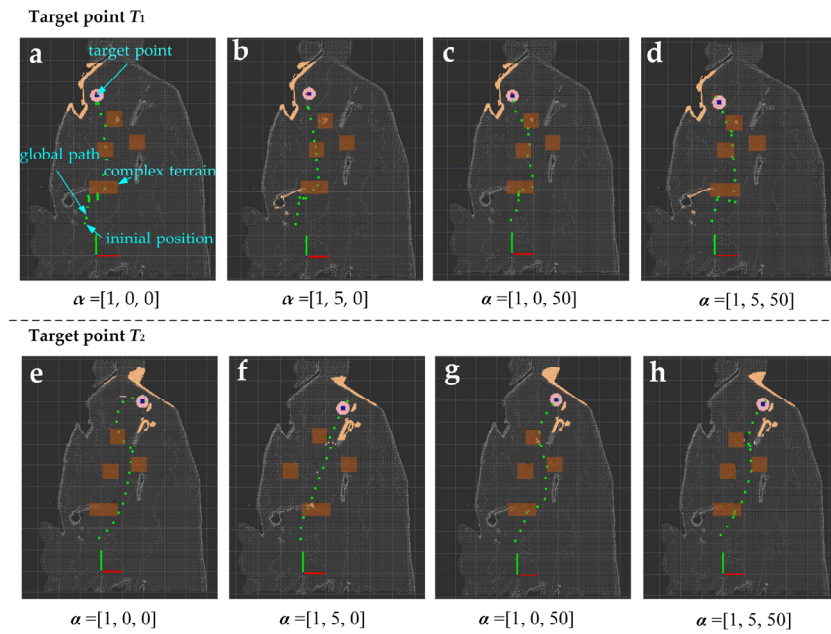 Target point T1
a
b
c
d
target point
global path
complex terrain
ininial position
α =[1, 0, 0]
α =[1, 5, 0]
α =[1, 0, 50]
α =[1, 5, 50]
Target point T2
e
f
g
h
α =[1, 0, 0]
α =[1, 5, 0]
α =[1, 0, 50]
α =[1, 5, 50]